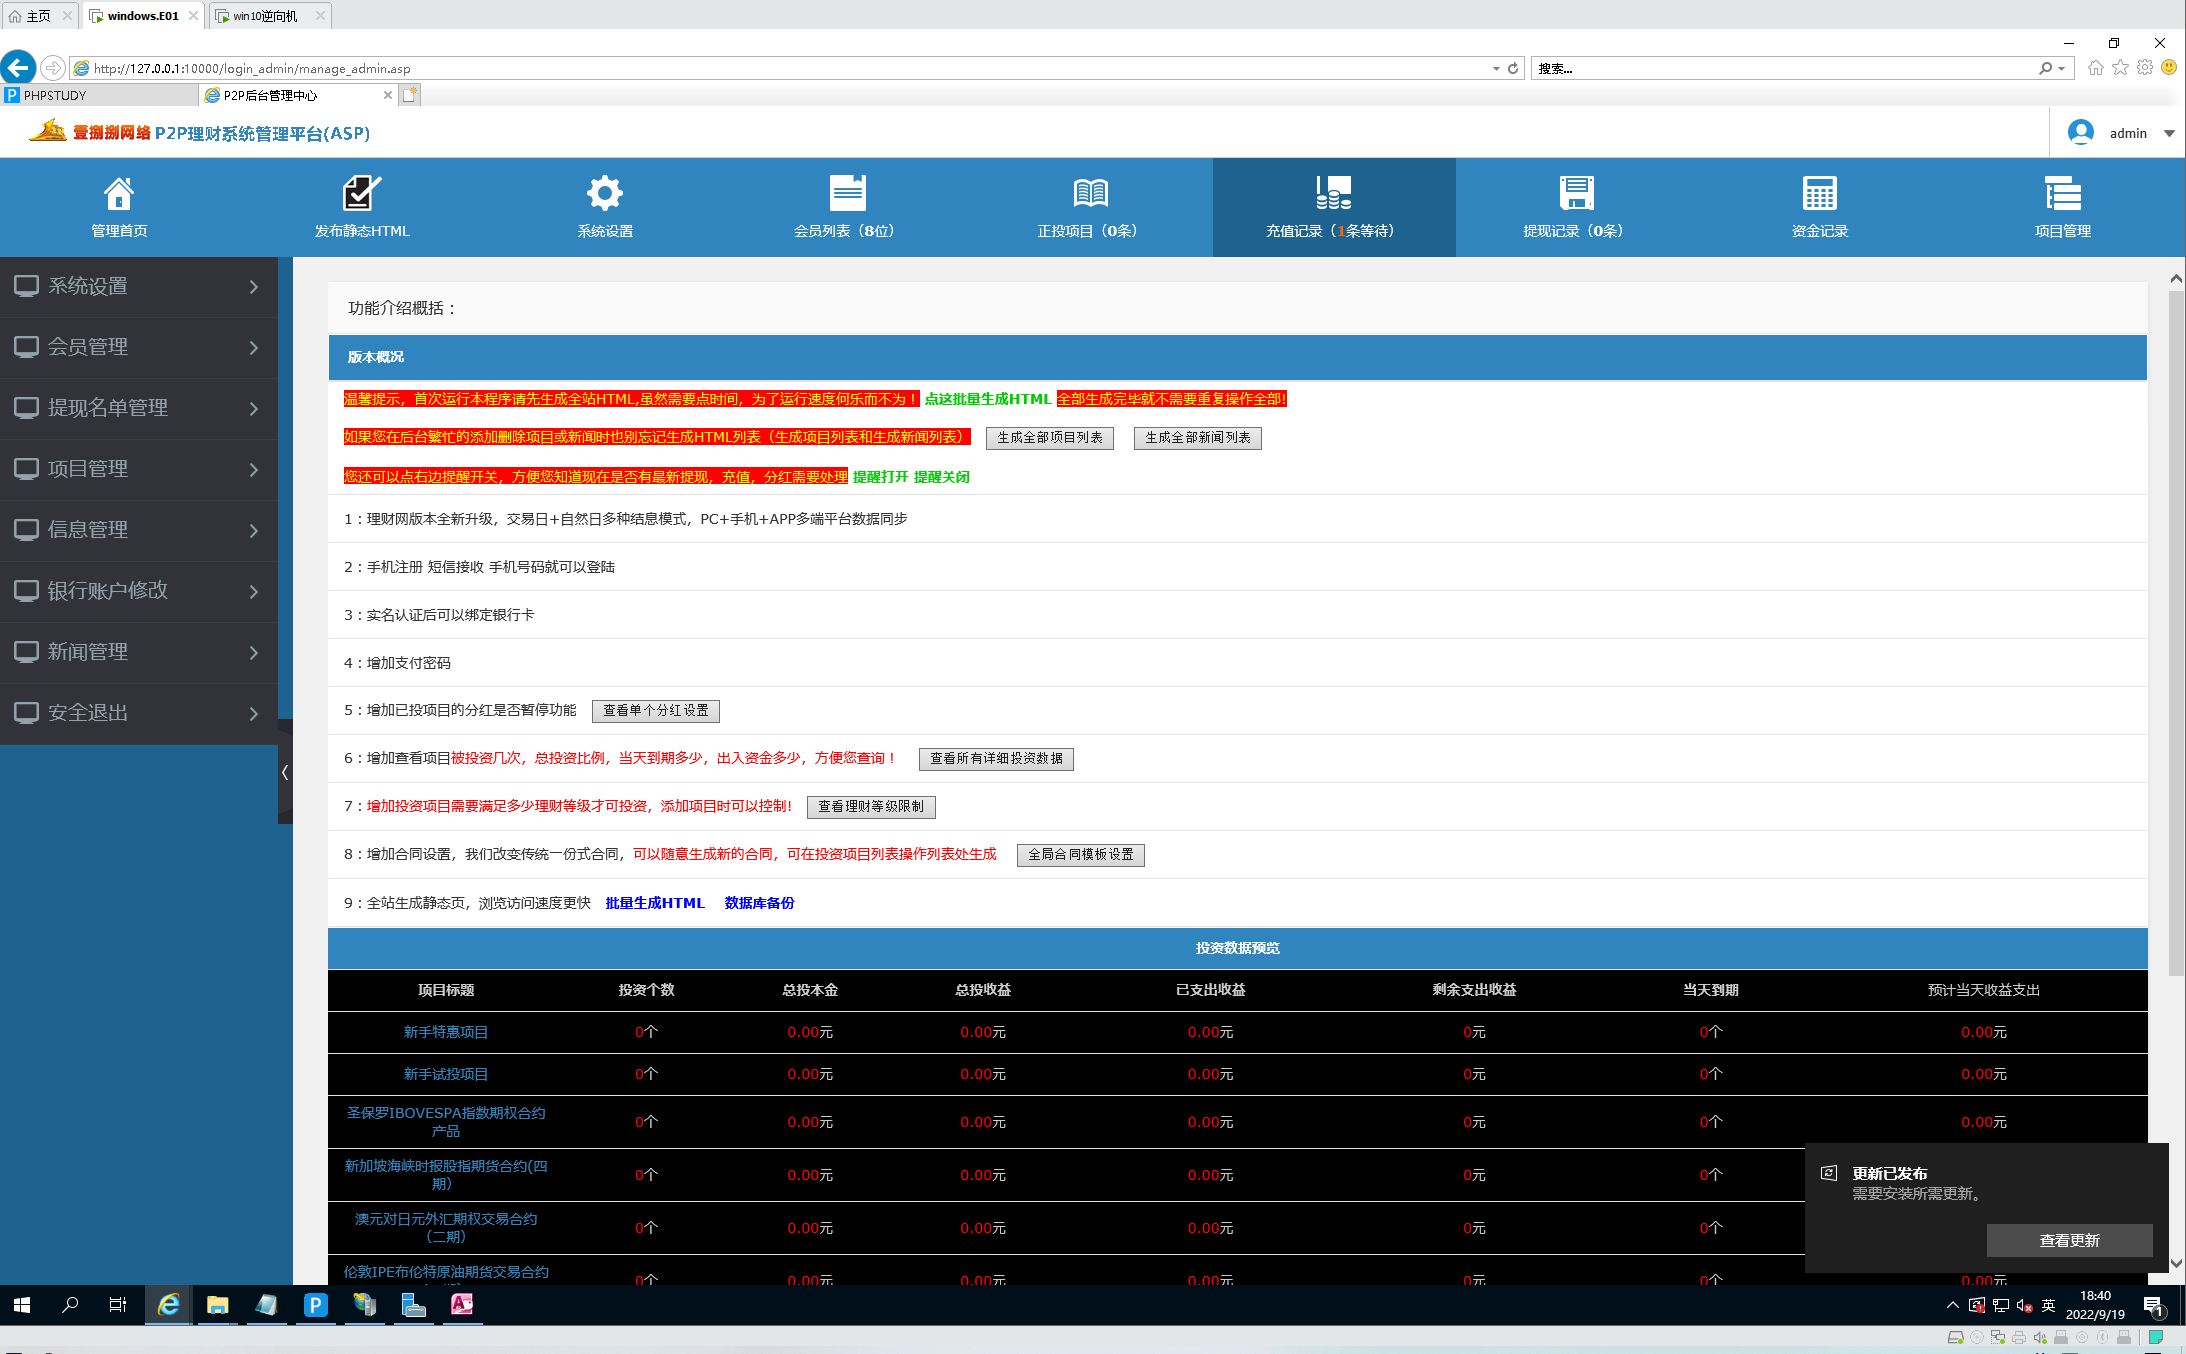 主页
windows.E01
win10逆向机
http://127.0.0.1:10000/login_admin/manage_admin.asp
搜索...
PHPSTUDY
P2P后台管理中心
壹捌捌网络 P2P理财系统管理平台(ASP)
admin
管理首页
发布静态HTML
系统设置
会员列表（8位）
正投项目（0条）
充值记录（1条等待）
提现记录（0条）
资金记录
项目管理
系统设置
会员管理
提现名单管理
项目管理
信息管理
银行账户修改
新闻管理
安全退出
功能介绍概括：
版本概况
温馨提示，首次运行本程序请先生成全站HTML,虽然需要点时间，为了运行速度何乐而不为！ 点这批量生成HTML 全部生成完毕就不需要重复操作全部!
如果您在后台繁忙的添加删除项目或新闻时也别忘记生成HTML列表（生成项目列表和生成新闻列表） 生成全部项目列表 生成全部新闻列表
您还可以点右边提醒开关，方便您知道现在是否有最新提现，充值，分红需要处理 提醒打开 提醒关闭
1：理财网版本全新升级，交易日+自然日多种结息模式，PC+手机+APP多端平台数据同步
2：手机注册 短信接收 手机号码就可以登陆
3：实名认证后可以绑定银行卡
4：增加支付密码
5：增加已投项目的分红是否暂停功能 查看单个分红设置
6：增加查看项目被投资几次，总投资比例，当天到期多少，出入资金多少，方便您查询！ 查看所有详细投资数据
7：增加投资项目需要满足多少理财等级才可投资，添加项目时可以控制! 查看理财等级限制
8：增加合同设置，我们改变传统一份式合同，可以随意生成新的合同，可在投资项目列表操作列表处生成 全局合同模板设置
9：全站生成静态页，浏览访问速度更快 批量生成HTML 数据库备份
投资数据预览
项目标题 投资个数 总投本金 总投收益 已支出收益 剩余支出收益 当天到期 预计当天收益支出
新手特惠项目 0个 0.00元 0.00元 0.00元 0元 0个 0.00元
新手试投项目 0个 0.00元 0.00元 0.00元 0元 0个 0.00元
圣保罗IBOVESPA指数期权合约
产品 0个 0.00元 0.00元 0.00元 0元 0个 0.00元
新加坡海峡时报股指期货合约(四
期） 0个 0.00元 0.00元 0.00元 0元 0个
澳元对日元外汇期权交易合约
（二期） 0个 0.00元 0.00元 0.00元 0元 0个
伦敦IPE布伦特原油期货交易合约
0个 0.00元 0.00元 0.00元 0元 0个 0.00元
更新已发布
需要安装所需更新。
查看更新
英
18:40
2022/9/19
1